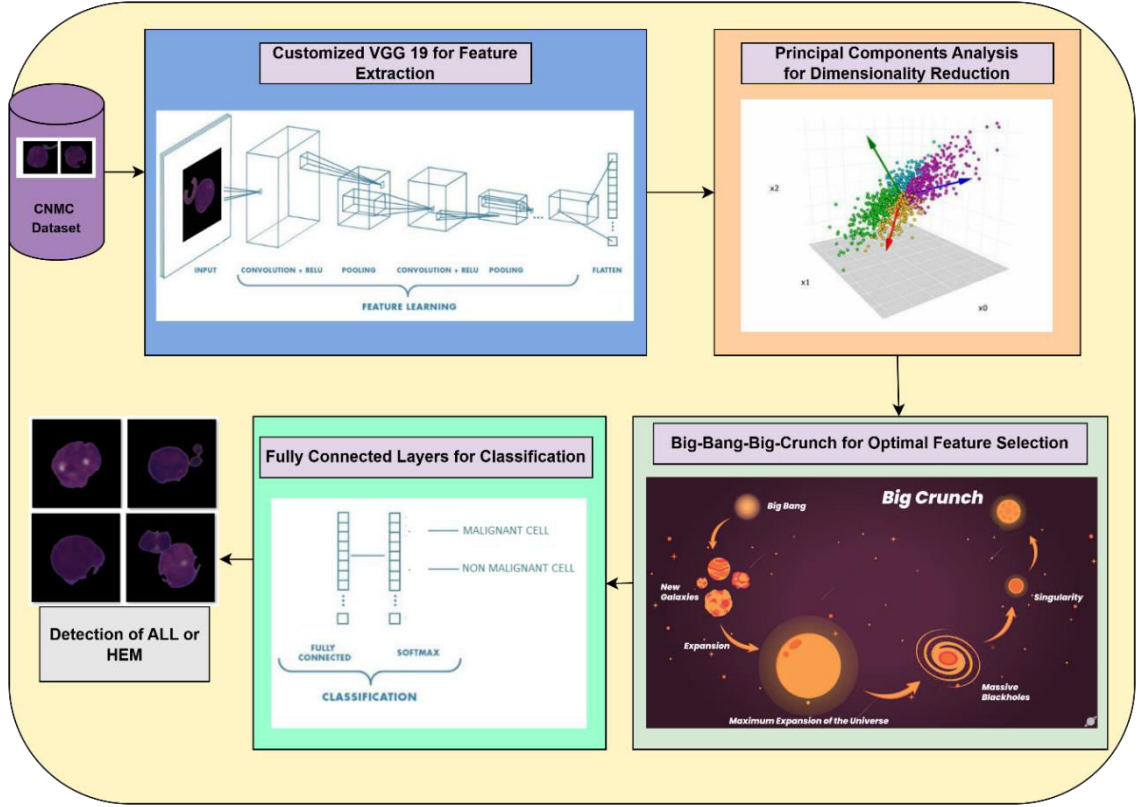 Customized VGG 19 for Feature
Extraction
CNMC
Dataset
INPUT
CONVOLUTION + RELU
POOLING
CONVOLUTION + RELU
POOLING
FLATTEN
FEATURE LEARNING
Principal Components Analysis
for Dimensionality Reduction
x2
x1
x0
Big-Bang-Big-Crunch for Optimal Feature Selection
Big Crunch
Big Bang
New
Galaxies
Expansion
Maximum Expansion of the Universe
Massive
Blackholes
Singularity
Fully Connected Layers for Classification
MALIGNANT CELL
NON MALIGNANT CELL
FULLY
CONNECTED
SOFTMAX
CLASSIFICATION
Detection of ALL or
HEM